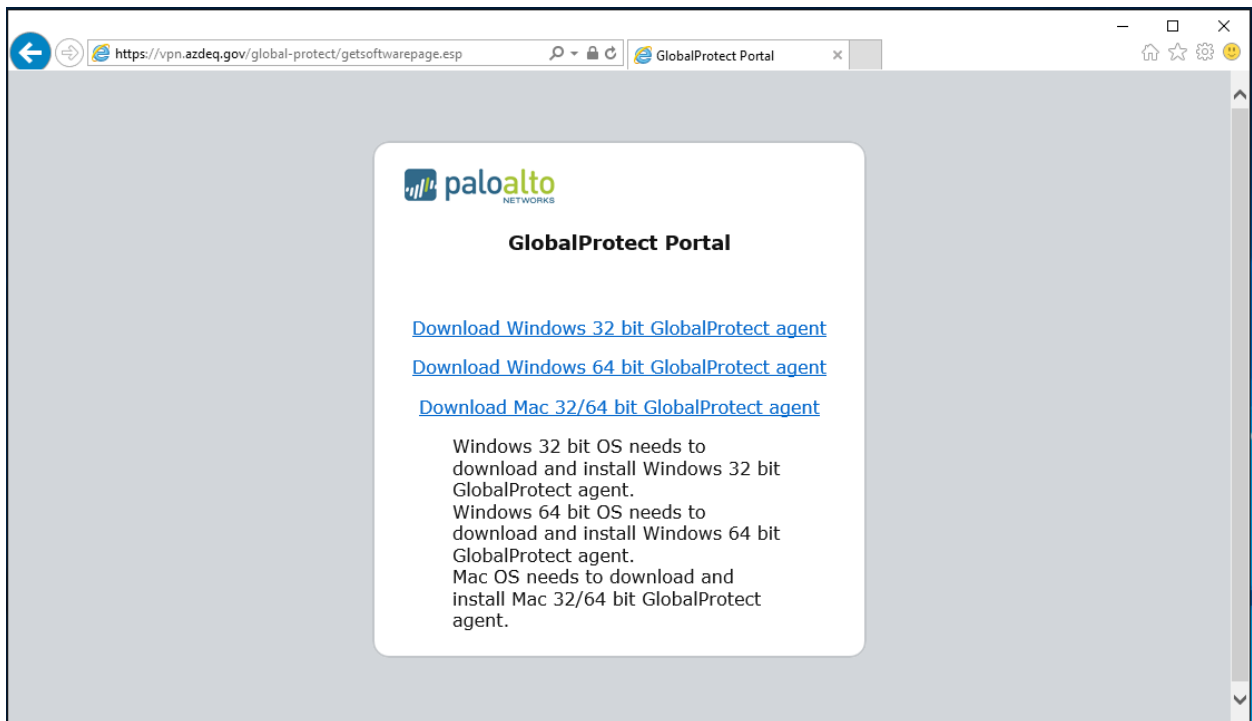 https://vpn.azdeq.gov/global-protect/getsoftwarepage.esp
GlobalProtect Portal
paloalto
NETWORKS
GlobalProtect Portal
Download Windows 32 bit GlobalProtect agent
Download Windows 64 bit GlobalProtect agent
Download Mac 32/64 bit GlobalProtect agent
Windows 32 bit OS needs to
download and install Windows 32 bit
GlobalProtect agent.
Windows 64 bit OS needs to
download and install Windows 64 bit
GlobalProtect agent.
Mac OS needs to download and
install Mac 32/64 bit GlobalProtect
agent.